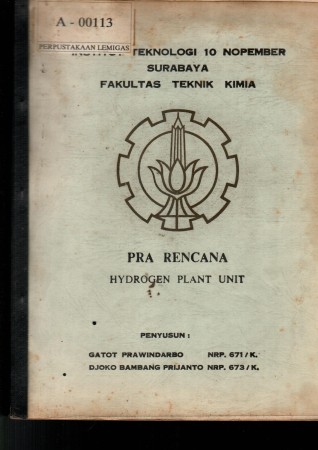 A - 00113
PERPUSTAKAAN LEMIGAS
TEKNOLOGI 10 NOPEMBER
SURABAYA
FAKULTAS TEKNIK KIMIA
PRA RENCANA
HYDROGEN PLANT UNIT
PENYUSUN :
GATOT PRAWINDARBO NRP. 671 / K.
DJOKO BAMBANG PRIJANTO NRP. 673 / K.